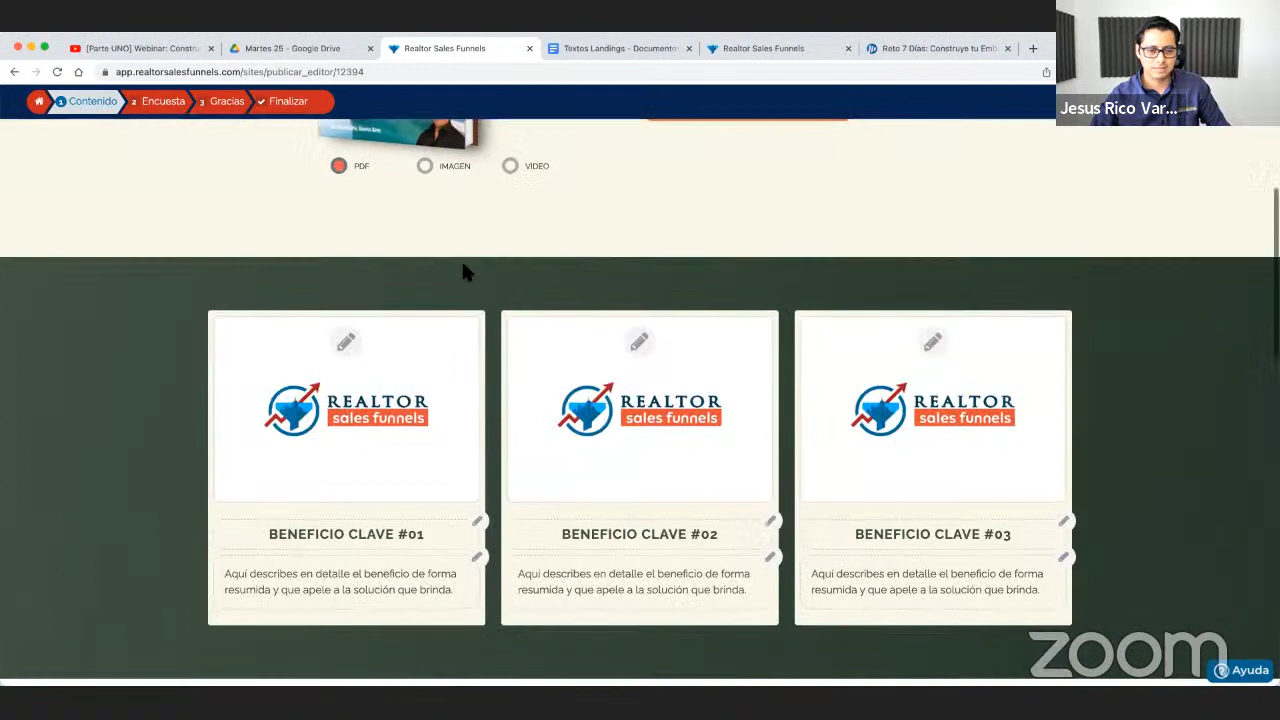 [Parte UNO] Webinar: Constru
Martes 25 - Google Drive
Realtor Sales Funnels
Textos Landings - Documento
Realtor Sales Funnels
Reto 7 Días: Construye tu Emb
app.realtorsalesfunnels.com/sites/publicar_editor/12394
1 Contenido
2 Encuesta
3 Gracias
Finalizar
Jesus Rico Var...
PDF
IMAGEN
VIDEO
REALTOR
sales funnels
REALTOR
sales funnels
REALTOR
sales funnels
BENEFICIO CLAVE #01
BENEFICIO CLAVE #02
BENEFICIO CLAVE #03
Aquí describes en detalle el beneficio de forma
resumida y que apele a la solución que brinda.
Aquí describes en detalle el beneficio de forma
resumida y que apele a la solución que brinda.
Aquí describes en detalle el beneficio de forma
resumida y que apele a la solución que brinda.
zoom
Ayuda